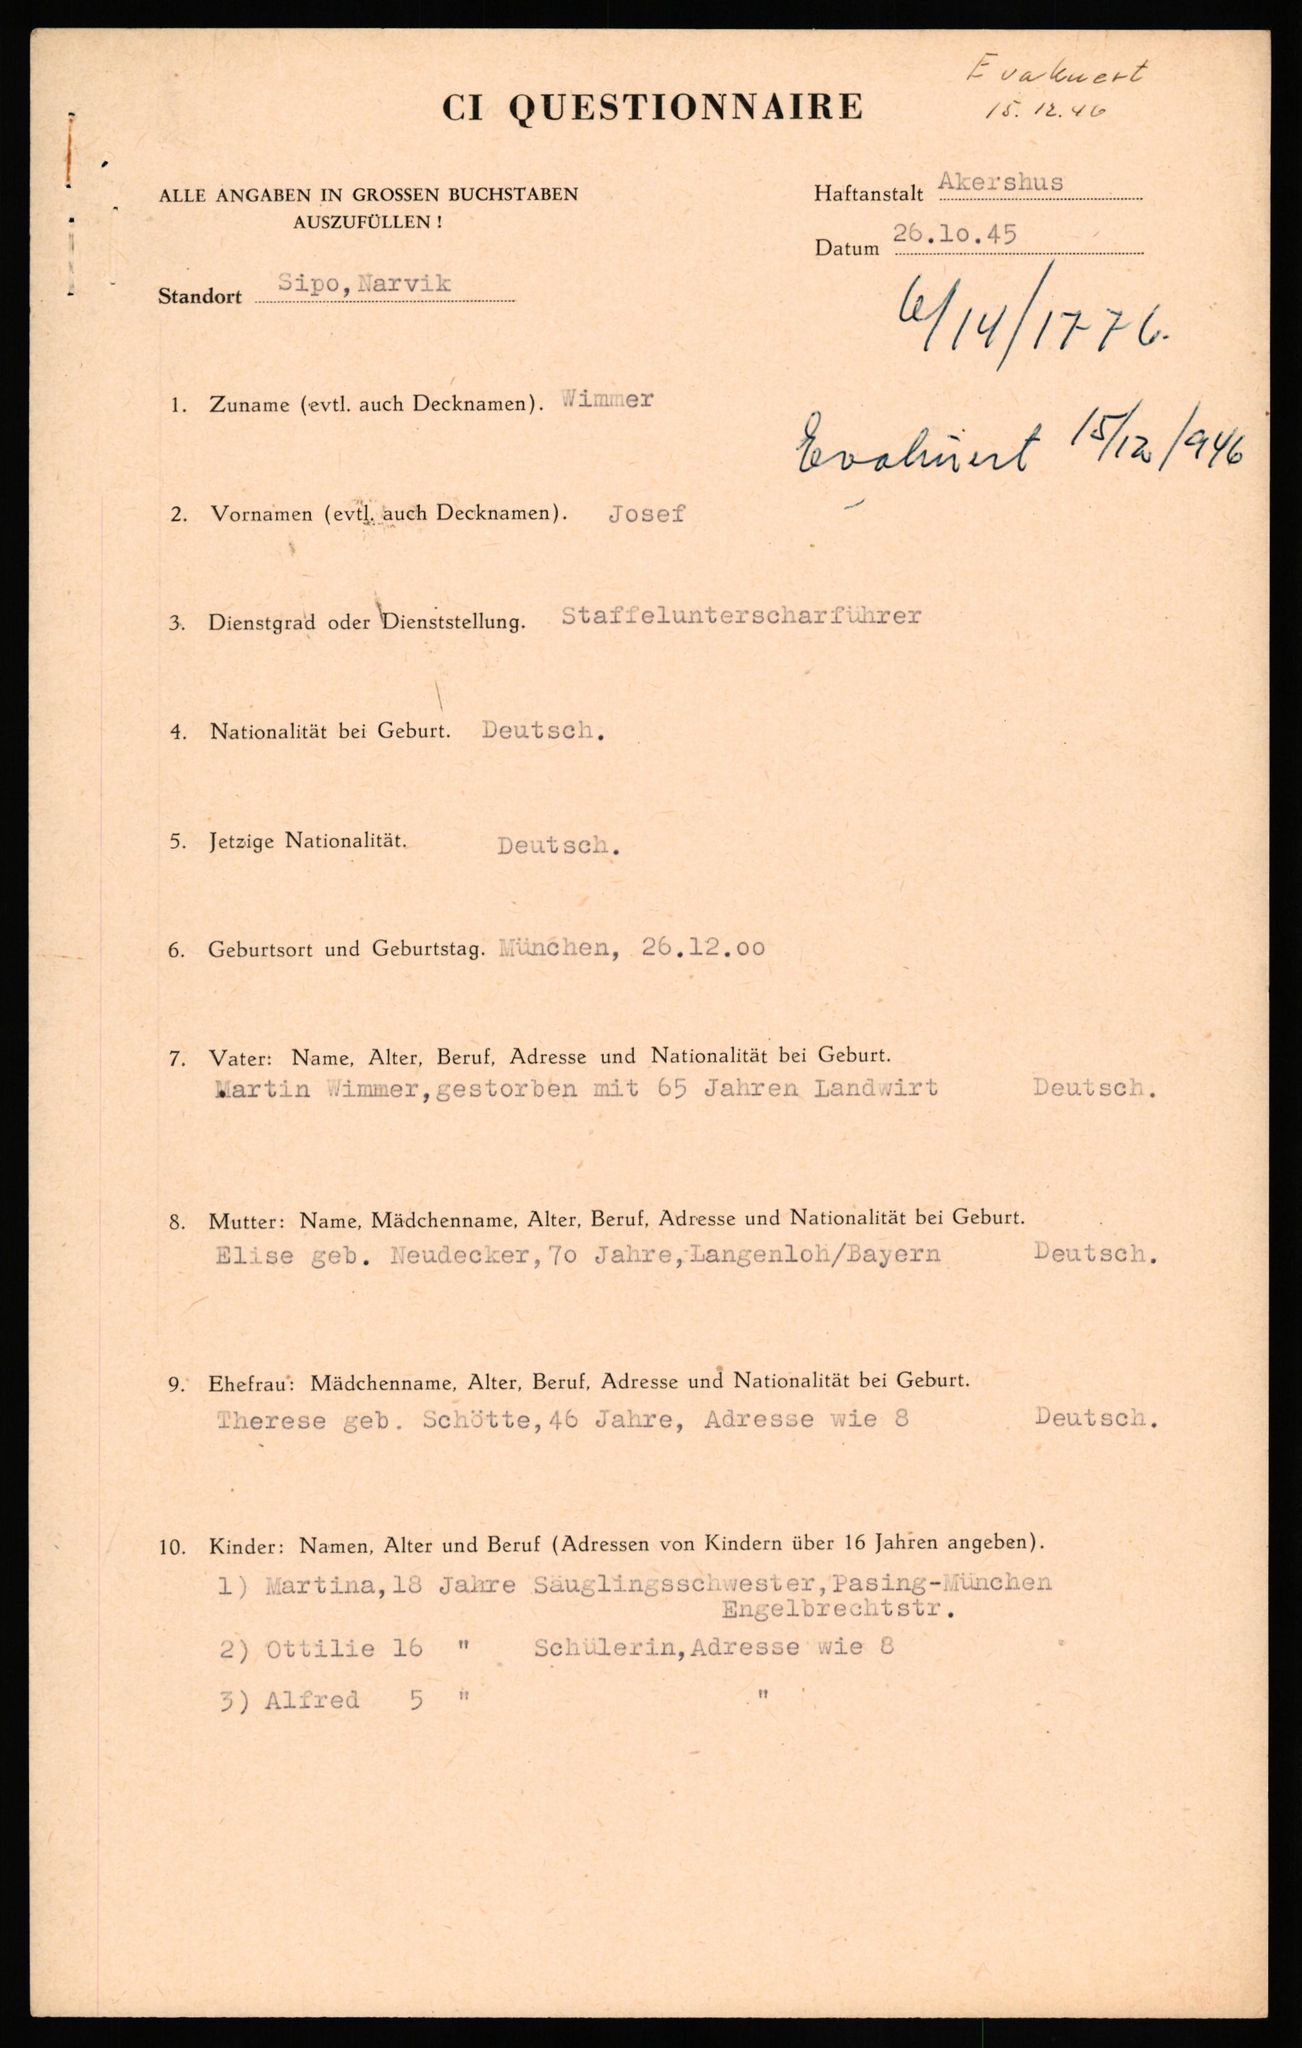 Evakuert
15.12.46
CI QUESTIONNAIRE
ALLE ANGABEN IN GROSSEN BUCHSTABEN
AUSZUFÜLLEN!
Haftanstalt Akershus
Datum 26.10.45
Standort Sipo, Narvik
6/14/1776.
1. Zuname (evtl. auch Decknamen). Wimmer
Evakuert 15/12/946
2. Vornamen (evtl. auch Decknamen). Josef
3. Dienstgrad oder Dienststellung. Staffelunterscharführer
4. Nationalität bei Geburt. Deutsch.
5. Jetzige Nationalität. Deutsch.
6. Geburtsort und Geburtstag. München, 26.12.00
7. Vater: Name, Alter, Beruf, Adresse und Nationalität bei Geburt.
Martin Wimmer, gestorben mit 65 Jahren Landwirt Deutsch.
8. Mutter: Name, Mädchenname, Alter, Beruf, Adresse und Nationalität bei Geburt.
Elise geb. Neudecker, 70 Jahre, Langenloh/Bayern Deutsch.
9. Ehefrau: Mädchenname, Alter, Beruf, Adresse und Nationalität bei Geburt.
Therese geb. Schötte, 46 Jahre, Adresse wie 8 Deutsch.
10. Kinder: Namen, Alter und Beruf (Adressen von Kindern über 16 Jahren angeben).
1) Martina, 18 Jahre Säuglingsschwester, Pasing-München
Engelbrechtstr.
2) Ottilie 16 " Schülerin, Adresse wie 8
3) Alfred 5 " "